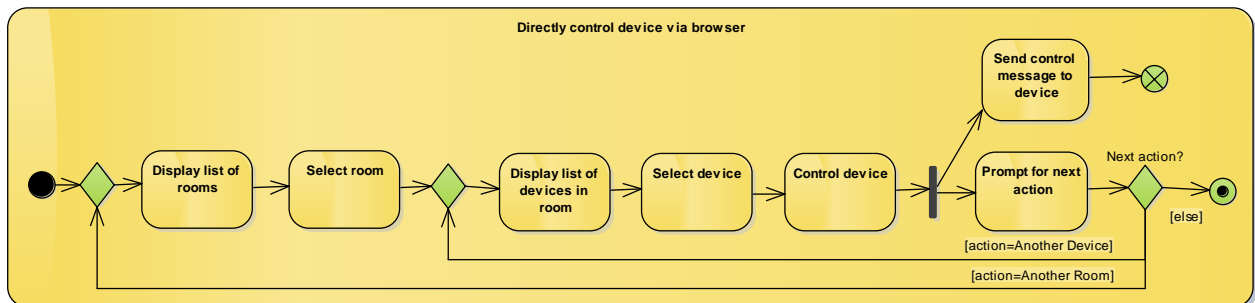 Directly control device via browser
Send control
message to
device
Display list of
rooms
Select room
Display list of
devices in
room
Select device
Control device
Prompt for next
action
Next action?
[else]
[action=Another Device]
[action=Another Room]